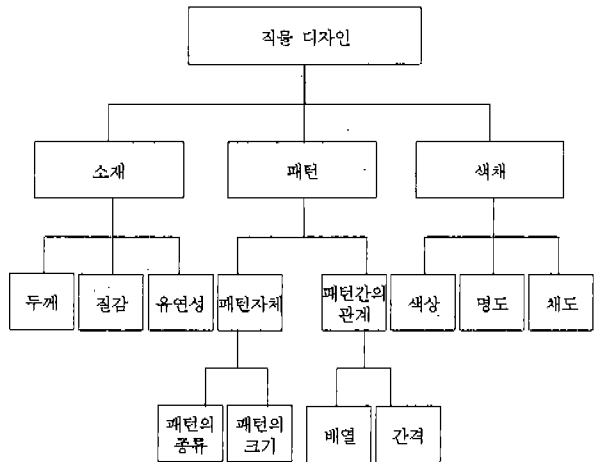 직물 디자인
소재
패턴
색채
두께
질감
유연성
패턴자체
패턴간의
관계
색상
명도
채도
패턴의
종류
패턴의
크기
배열
간격